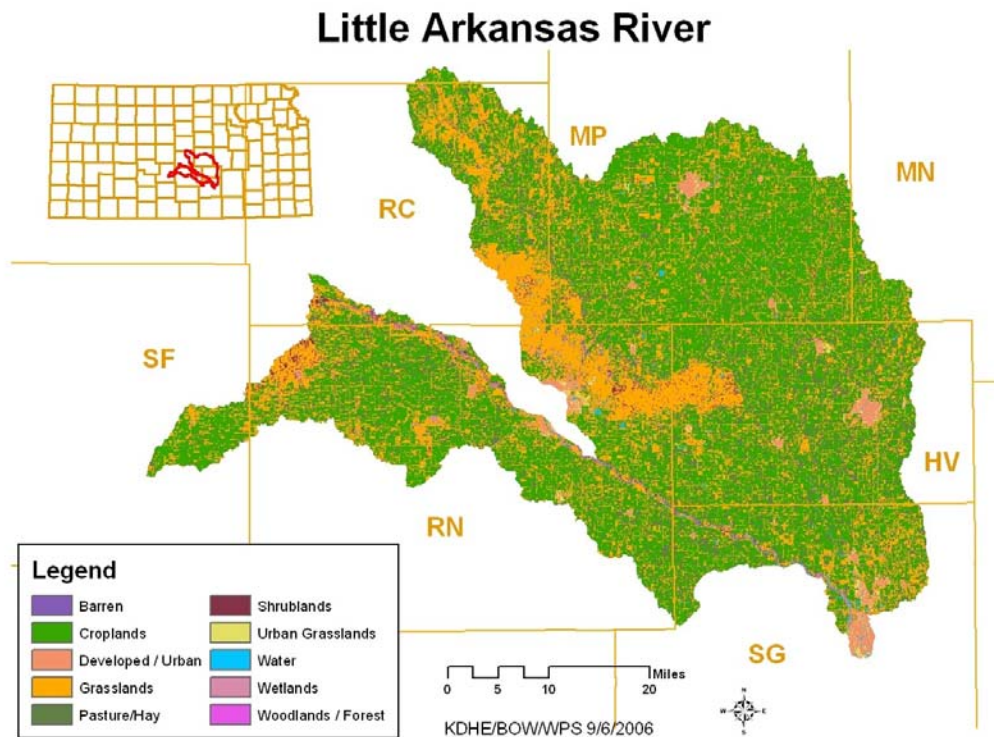 Little Arkansas River
MP
MN
RC
SF
HV
RN
SG
Legend
Barren
Croplands
Developed / Urban
Grasslands
Pasture/Hay
Shrublands
Urban Grasslands
Water
Wetlands
Woodlands / Forest
Miles
0 5 10 20
N
W E
S
KDHE/BOW/WPS 9/6/2006